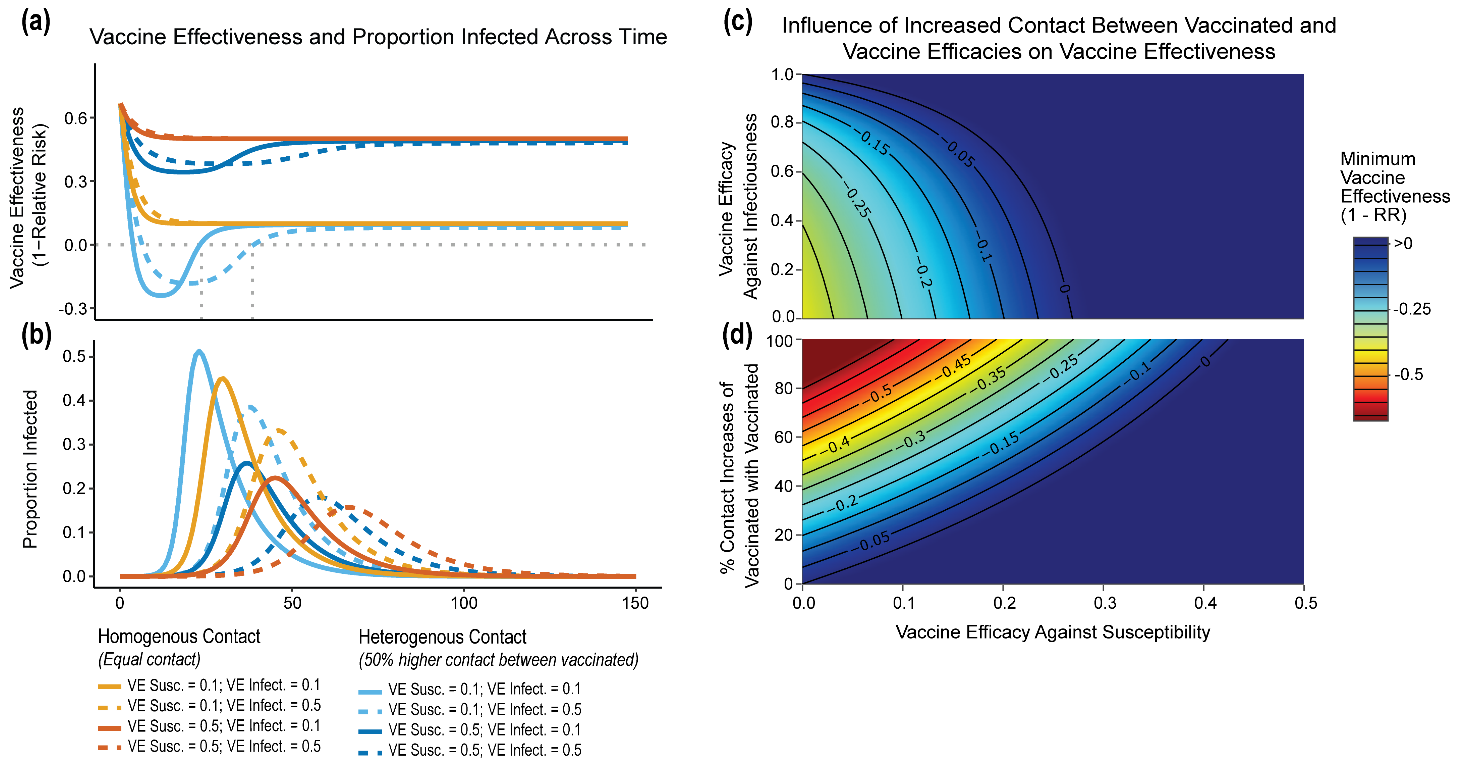 (a)
Vaccine Effectiveness and Proportion Infected Across Time
Vaccine Effectiveness
(1−Relative Risk)
0.6
0.3
0.0
-0.3
(b)
Proportion Infected
0.5
0.4
0.3
0.2
0.1
0.0
0
50
100
150
Homogenous Contact
(Equal contact)
VE Susc. = 0.1; VE Infect. = 0.1
VE Susc. = 0.1; VE Infect. = 0.5
VE Susc. = 0.5; VE Infect. = 0.1
VE Susc. = 0.5; VE Infect. = 0.5
Heterogenous Contact
(50% higher contact between vaccinated)
VE Susc. = 0.1; VE Infect. = 0.1
VE Susc. = 0.1; VE Infect. = 0.5
VE Susc. = 0.5; VE Infect. = 0.1
VE Susc. = 0.5; VE Infect. = 0.5
(c)
Influence of Increased Contact Between Vaccinated and
Vaccine Efficacies on Vaccine Effectiveness
Vaccine Efficacy
Against Infectiousness
1.0
0.8
0.6
0.4
0.2
0.0
−0.15
−0.05
−0.25
−0.2
−0.1
0
(d)
% Contact Increases of
Vaccinated with Vaccinated
100
80
60
40
20
0
−0.45
−0.5
−0.35
−0.25
−0.1
0
−0.4
−0.3
−0.15
−0.2
−0.05
0.0
0.1
0.2
0.3
0.4
0.5
Vaccine Efficacy Against Susceptibility
Minimum
Vaccine
Effectiveness
(1 - RR)
>0
-0.25
-0.5